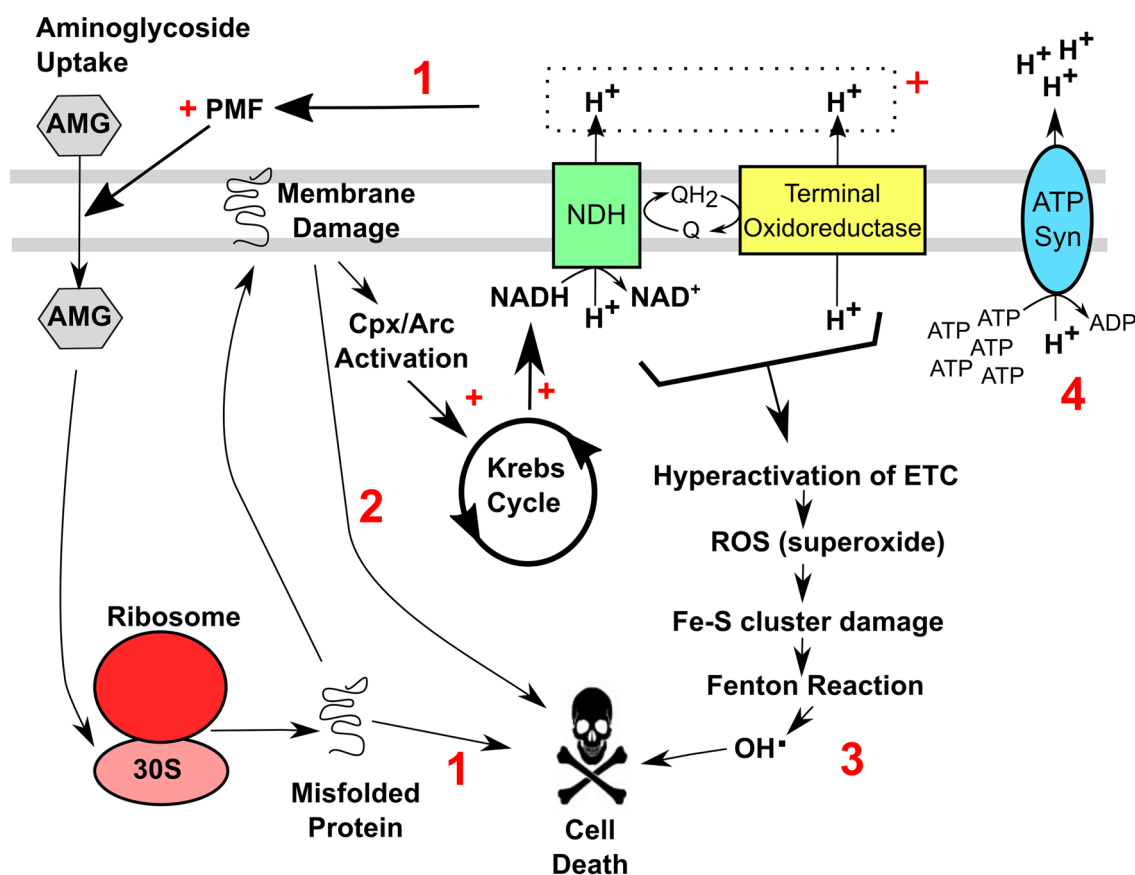 Aminoglycoside
Uptake
AMG
+ PMF
1
H+
H+
+
H+ H+
H+
Membrane
Damage
NDH
QH2
Q
Terminal
Oxidoreductase
ATP
Syn
AMG
NADH
H+
NAD+
H+
Cpx/Arc
Activation
ATP
ATP
ATP
ATP
ATP
H+
ADP
4
+
+
Krebs
Cycle
2
Hyperactivation of ETC
ROS (superoxide)
Fe-S cluster damage
Fenton Reaction
OH·
3
Ribosome
30S
Misfolded
Protein
1
Cell
Death